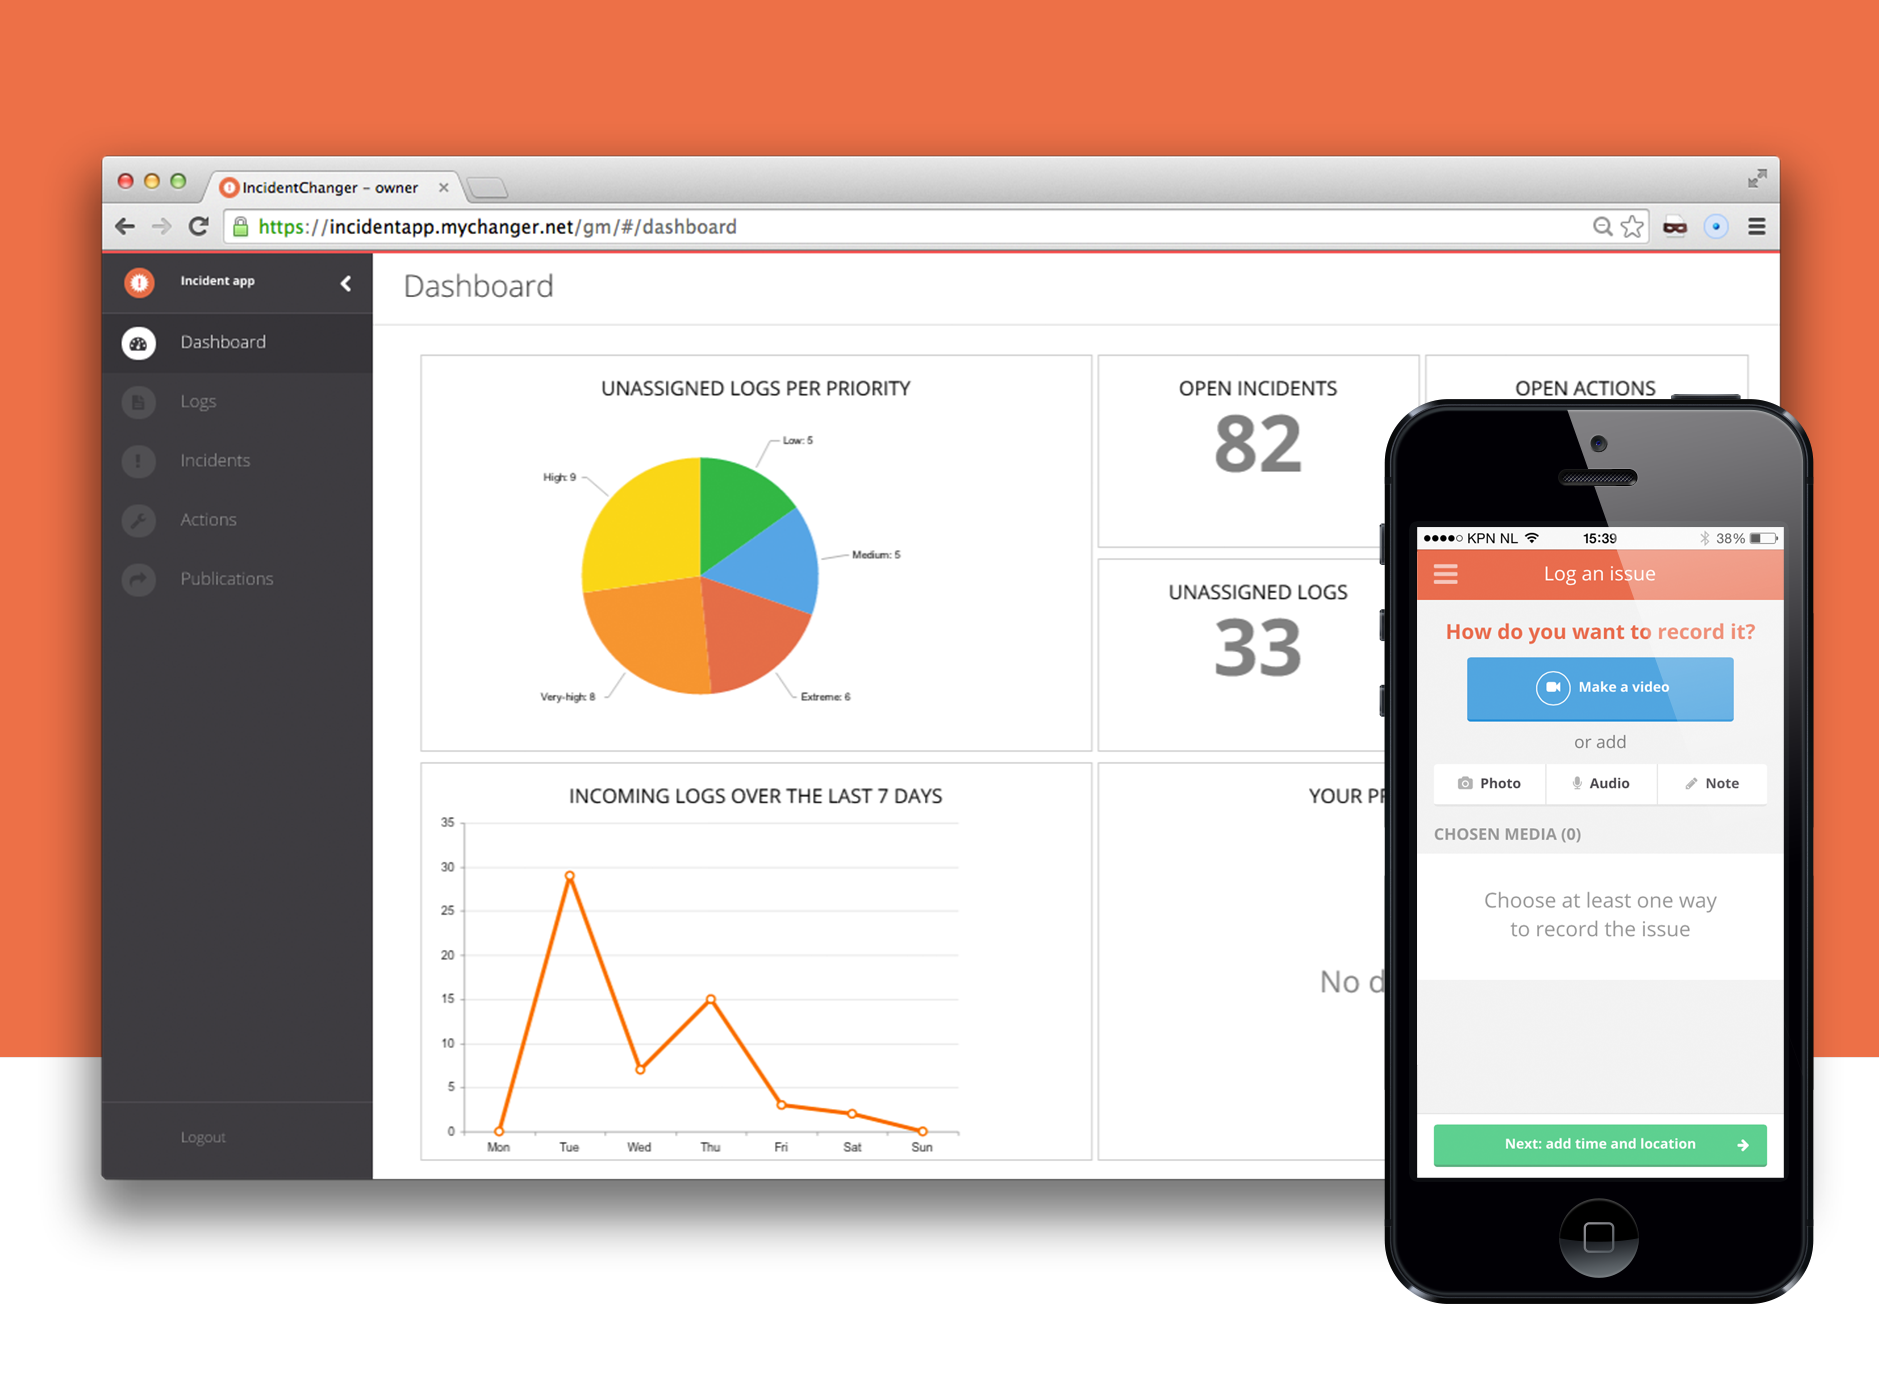 IncidentChanger – owner
https://incidentapp.mychanger.net/gm/#/dashboard
Incident app
Dashboard
Logs
Incidents
Actions
Publications
Logout
Dashboard
UNASSIGNED LOGS PER PRIORITY
Low: 5
High: 9
Medium: 5
Very-high: 8
Extreme: 6
OPEN INCIDENTS
82
OPEN ACTIONS
UNASSIGNED LOGS
33
INCOMING LOGS OVER THE LAST 7 DAYS
35
30
25
20
15
10
5
0
Mon Tue Wed Thu Fri Sat Sun
YOUR
No
KPN NL 15:39 38%
Log an issue
How do you want to record it?
Make a video
or add
Photo Audio Note
CHOSEN MEDIA (0)
Choose at least one way
to record the issue
Next: add time and location